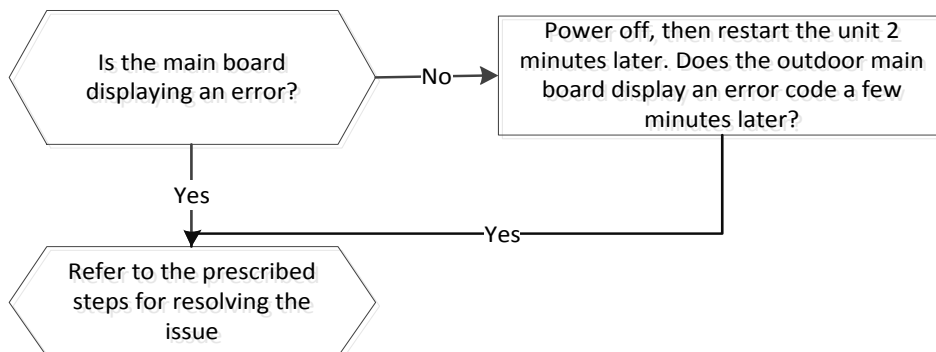 Is the main board
displaying an error?
No
Power off, then restart the unit 2
minutes later. Does the outdoor main
board display an error code a few
minutes later?
Yes
Yes
Refer to the prescribed
steps for resolving the
issue